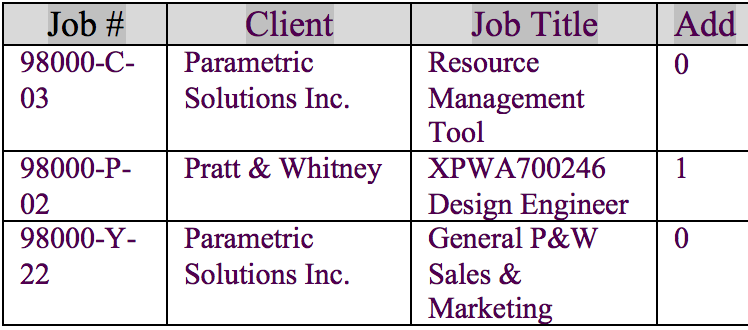 Job # Client Job Title Add
98000-C- Parametric Resource 0
03 Solutions Inc. Management
Tool
98000-P- Pratt & Whitney XPWA700246 1
02 Design Engineer
98000-Y- Parametric General P&W 0
22 Solutions Inc. Sales &
Marketing